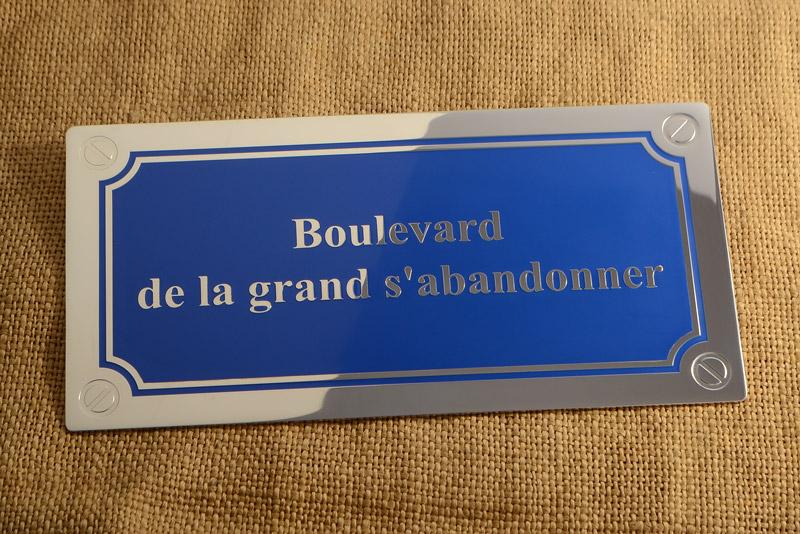 Boulevard
de la grand s'abandonner